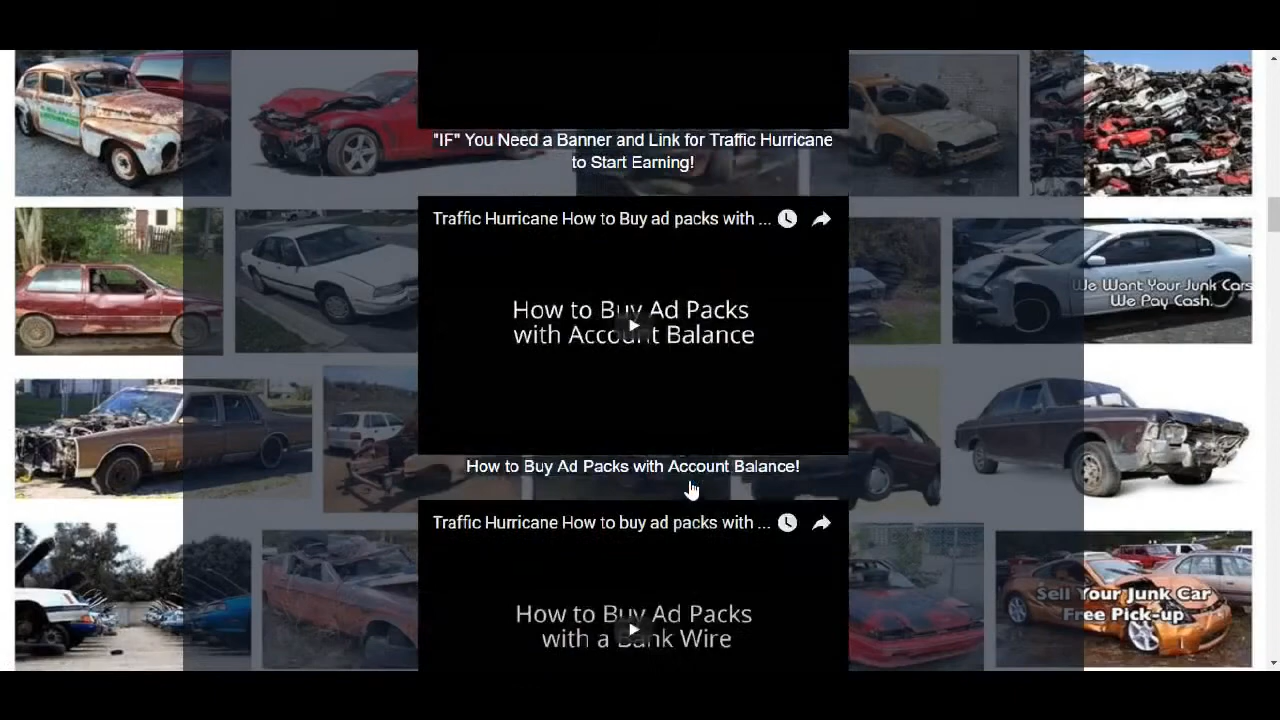 "IF" You Need a Banner and Link for Traffic Hurricane
to Start Earning!
Traffic Hurricane How to Buy ad packs with ...
How to Buy Ad Packs
with Account Balance
We Want Your Junk Cars
We Pay Cash.
How to Buy Ad Packs with Account Balance!
Traffic Hurricane How to buy ad packs with ...
How to Buy Ad Packs
with a Bank Wire
Sell Your Junk Car
Free Pick-up